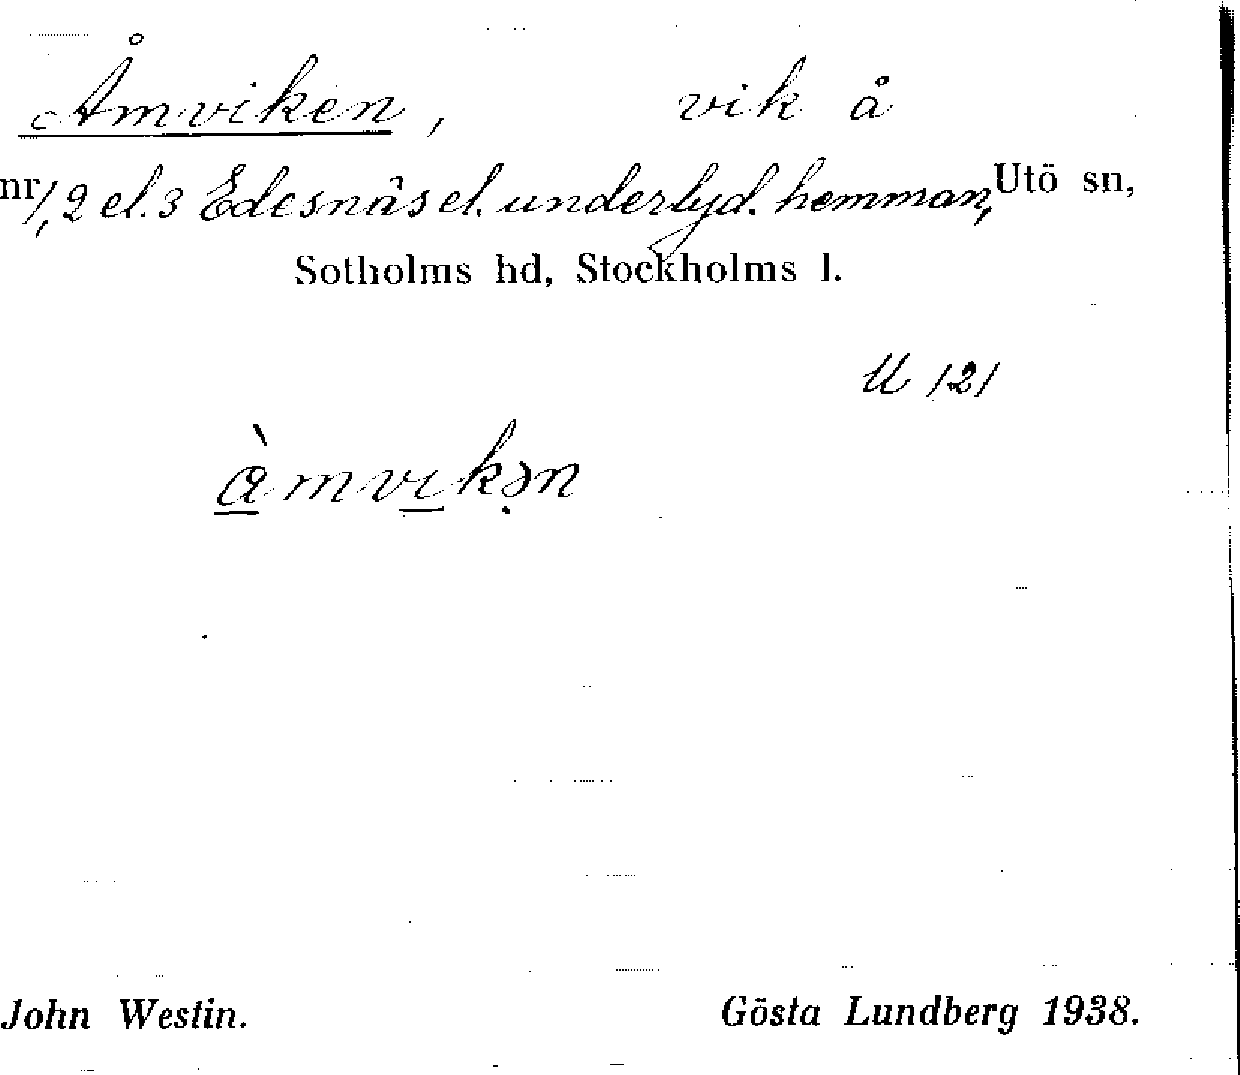 Åmviken, vik å
nr 1, 2 el. 3 Edesnäs el. underlyd. hemman, Utö sn,
Sotholms hd, Stockholms l.
U 121
àmvikən
John Westin. Gösta Lundberg 1938.